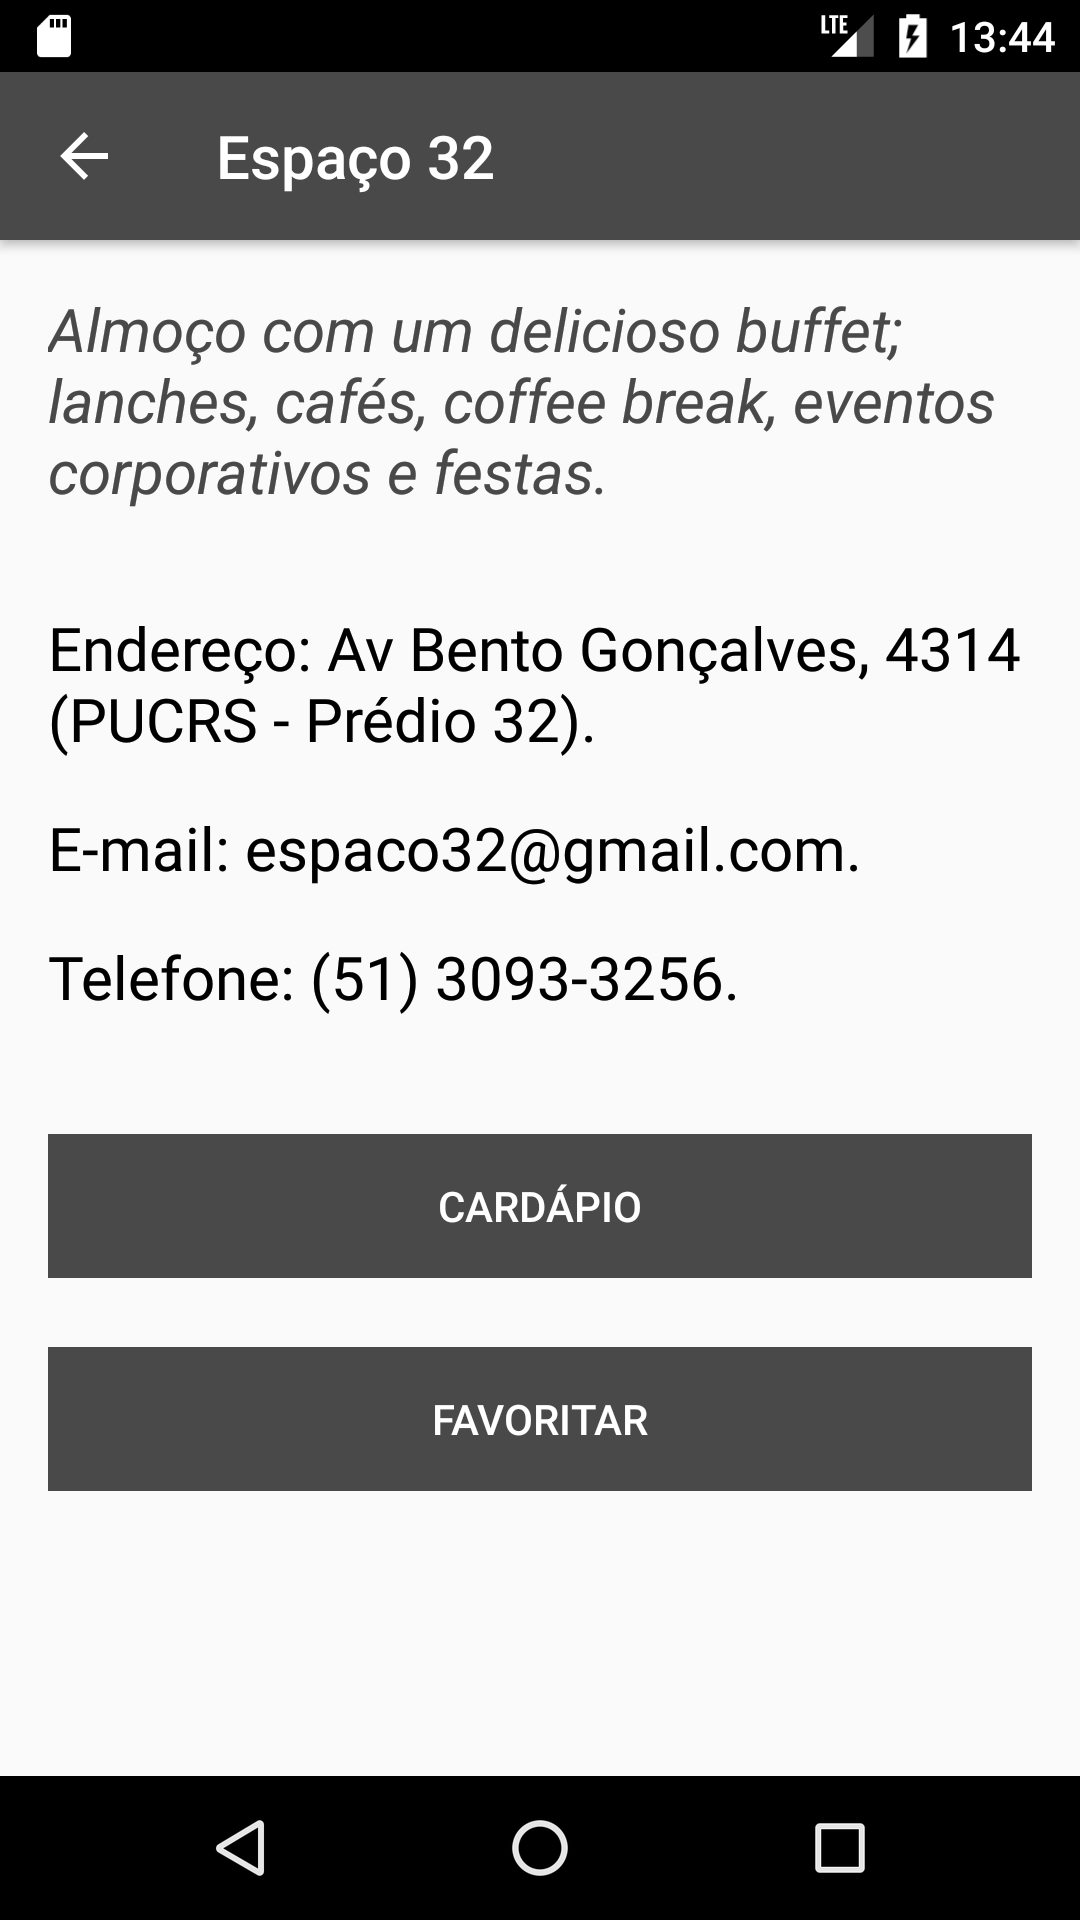 LTE 13:44
Espaço 32
Almoço com um delicioso buffet;
lanches, cafés, coffee break, eventos
corporativos e festas.
Endereço: Av Bento Gonçalves, 4314
(PUCRS - Prédio 32).
E-mail: espaco32@gmail.com.
Telefone: (51) 3093-3256.
CARDÁPIO
FAVORITAR